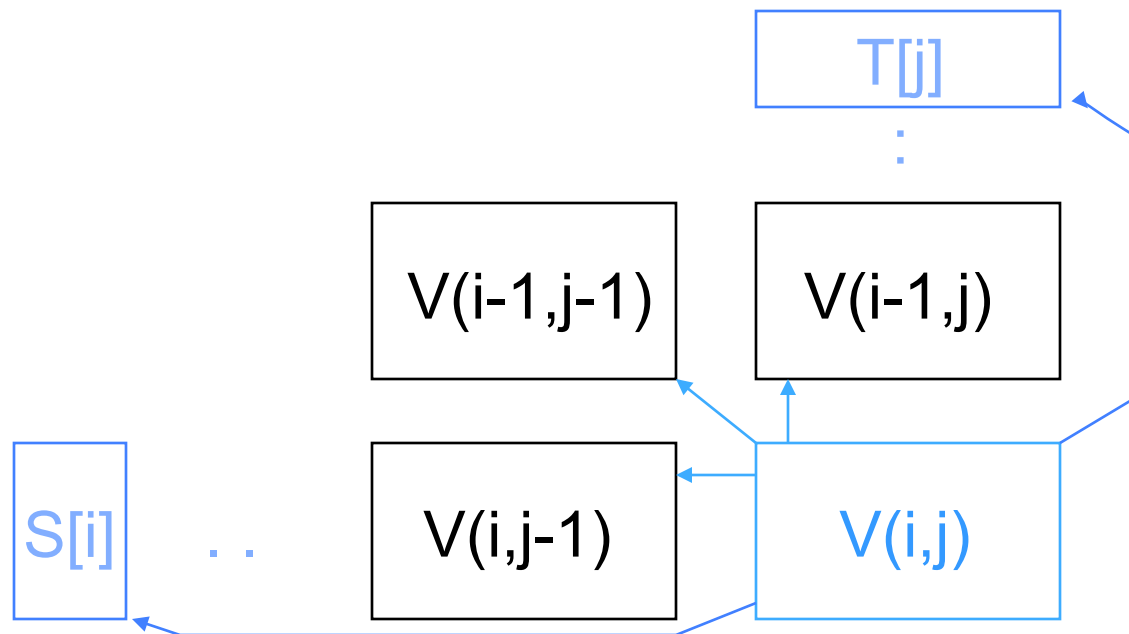 T[j]
:
V(i-1,j-1) V(i-1,j)
S[i] . . V(i,j-1) V(i,j)